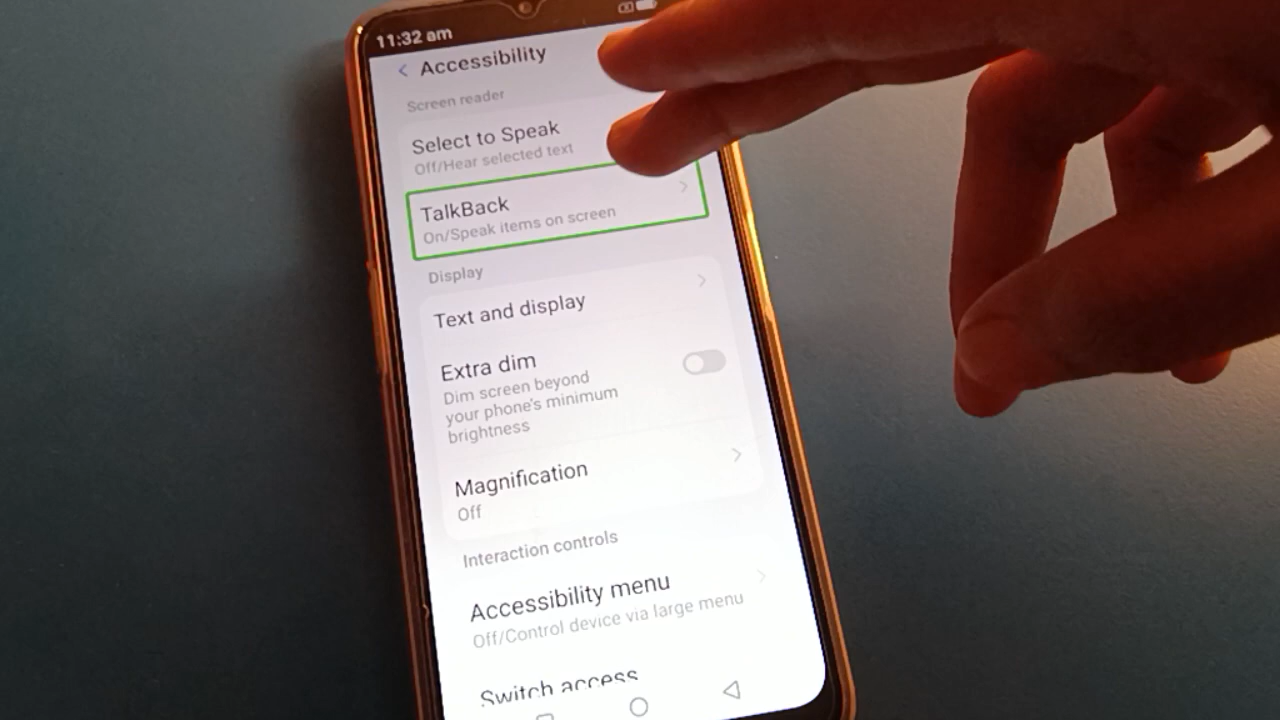 11:32 am
Accessibility
Screen reader
Select to Speak
Off/Hear selected text
TalkBack
On/Speak items on screen
Display
Text and display
Extra dim
Dim screen beyond
your phone's minimum
brightness
Magnification
Off
Interaction controls
Accessibility menu
Off/Control device via large menu
Switch access